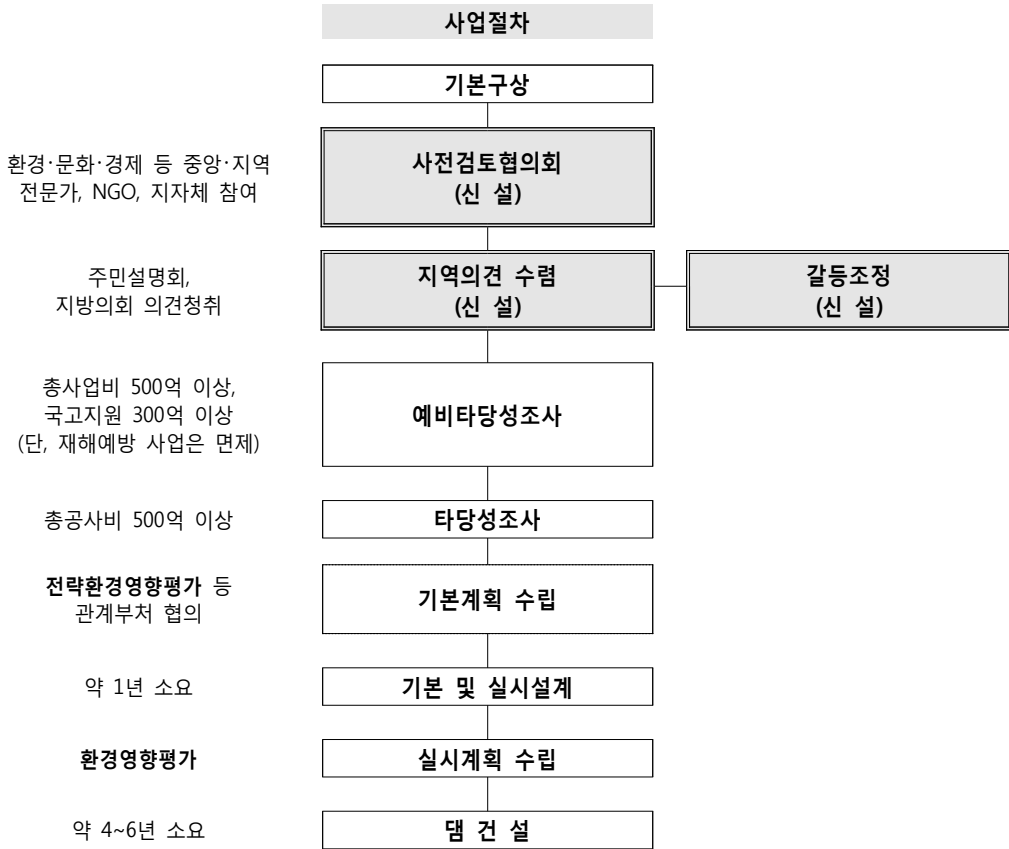 사업절차
기본구상
환경·문화·경제 등 중앙·지역
전문가, NGO, 지자체 참여
사전검토협의회
(신 설)
주민설명회,
지방의회 의견청취
지역의견 수렴
(신 설)
갈등조정
(신 설)
총사업비 500억 이상,
국고지원 300억 이상
(단, 재해예방 사업은 면제)
예비타당성조사
총공사비 500억 이상
타당성조사
전략환경영향평가 등
관계부처 협의
기본계획 수립
약 1년 소요
기본 및 실시설계
환경영향평가
실시계획 수립
약 4~6년 소요
댐 건 설